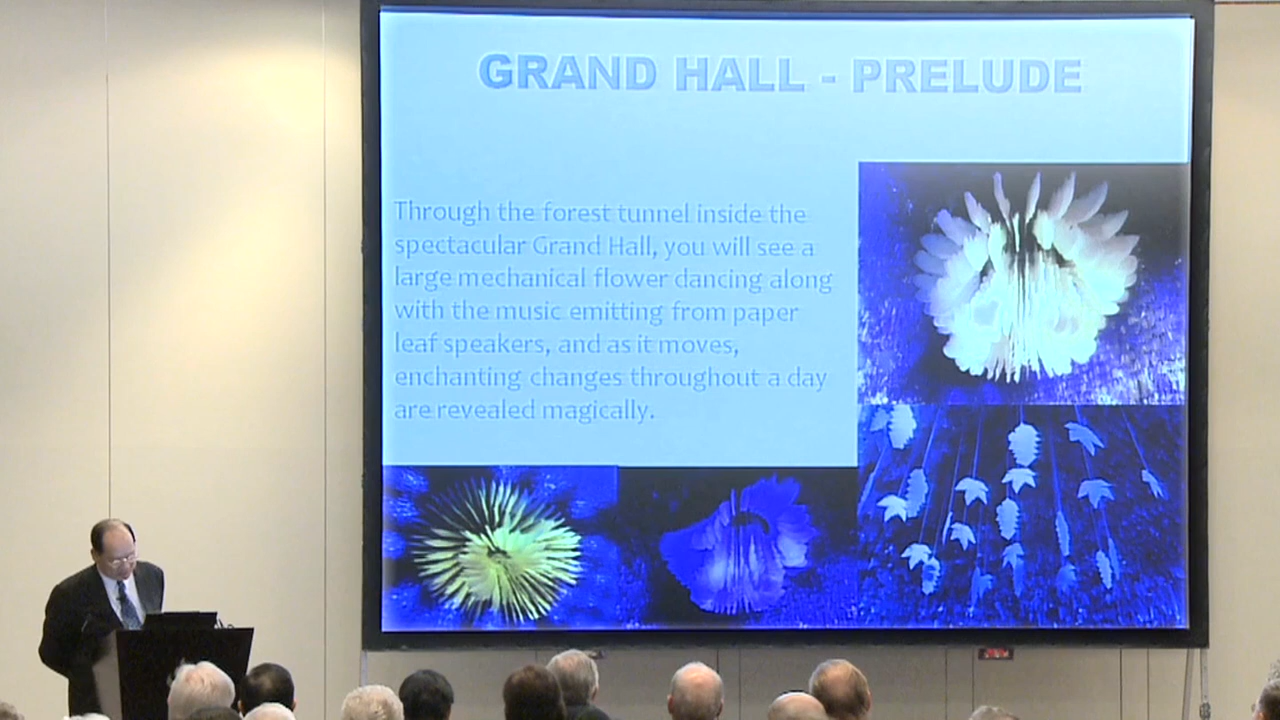 GRAND HALL - PRELUDE
Through the forest tunnel inside the
spectacular Grand Hall, you will see a
large mechanical flower dancing along
with the music emitting from paper
leaf speakers, and as it moves,
enchanting changes throughout a day
are revealed magically.